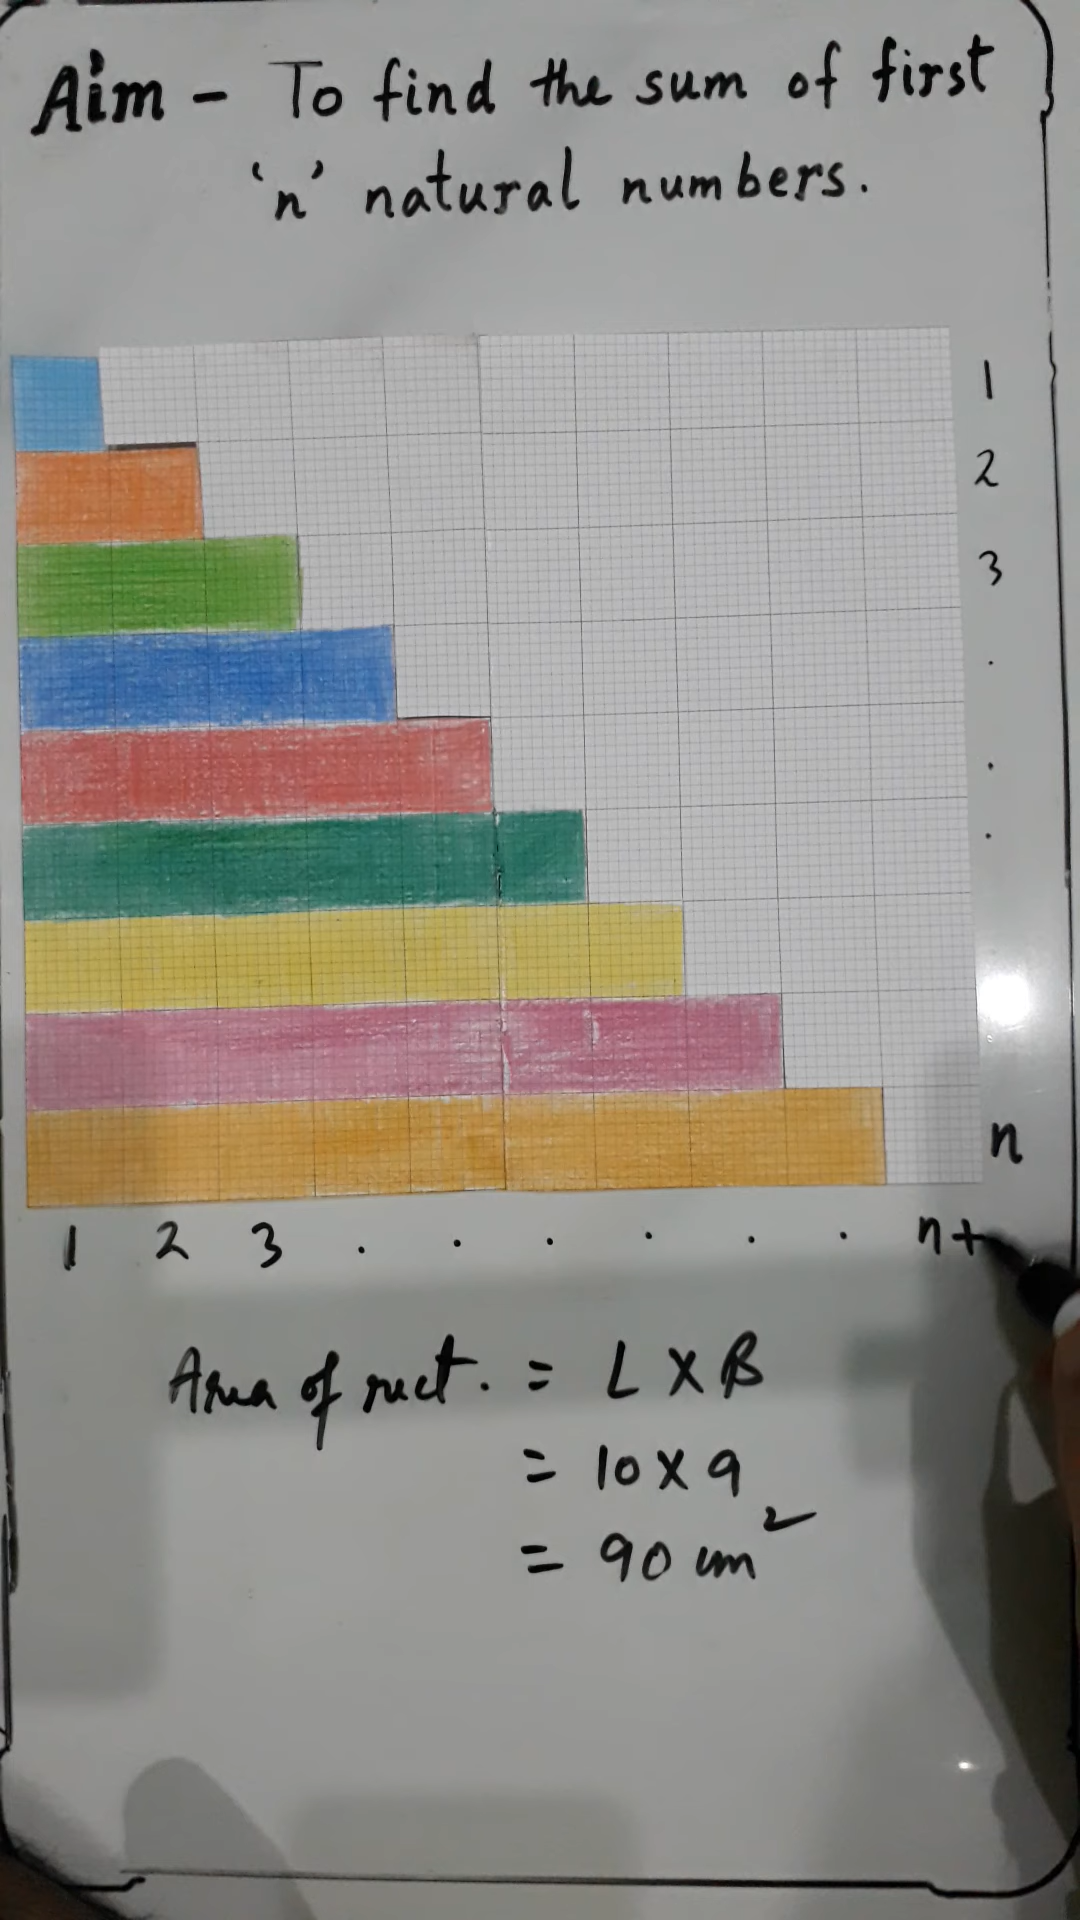 Aim - To find the sum of first
'n' natural numbers.
1
2
3
.
.
.
n
1 2 3 . . . . . . n+
Area of rect. = L X B
= 10 X 9
= 90 cm²